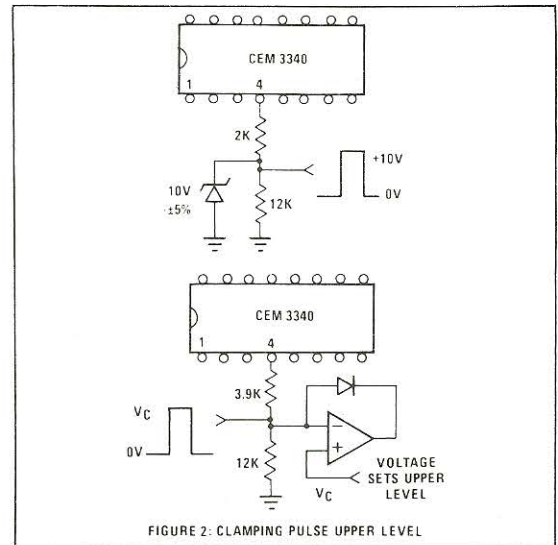 CEM 3340
1 4
2K
+10V
0V
10V
±5%
12K
CEM 3340
1 4
3.9K
VC
0V
12K
−
+
VOLTAGE
SETS UPPER
LEVEL
VC
FIGURE 2: CLAMPING PULSE UPPER LEVEL